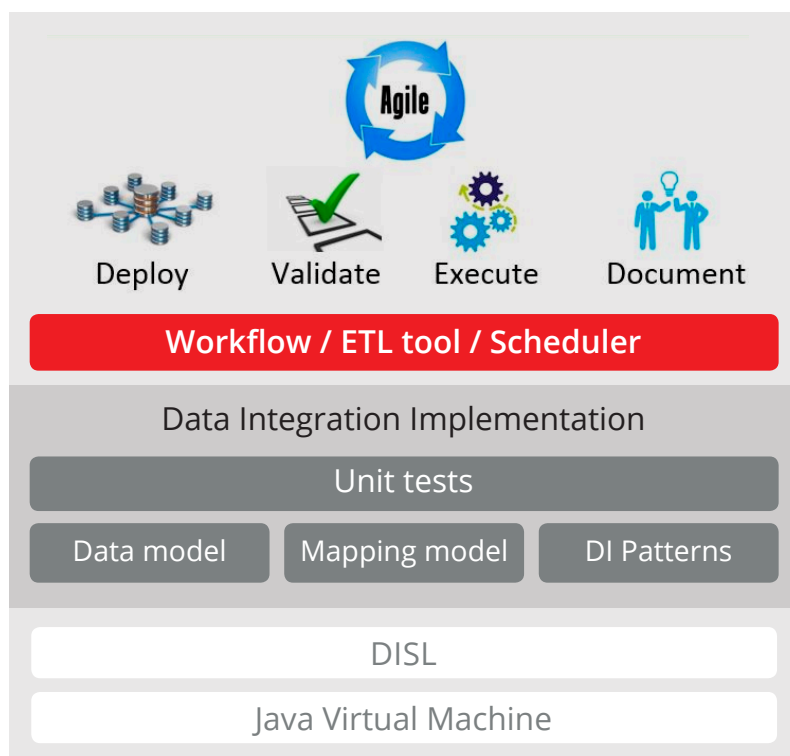 Agile
Deploy Validate Execute Document
Workflow / ETL tool / Scheduler
Data Integration Implementation
Unit tests
Data model Mapping model DI Patterns
DISL
Java Virtual Machine